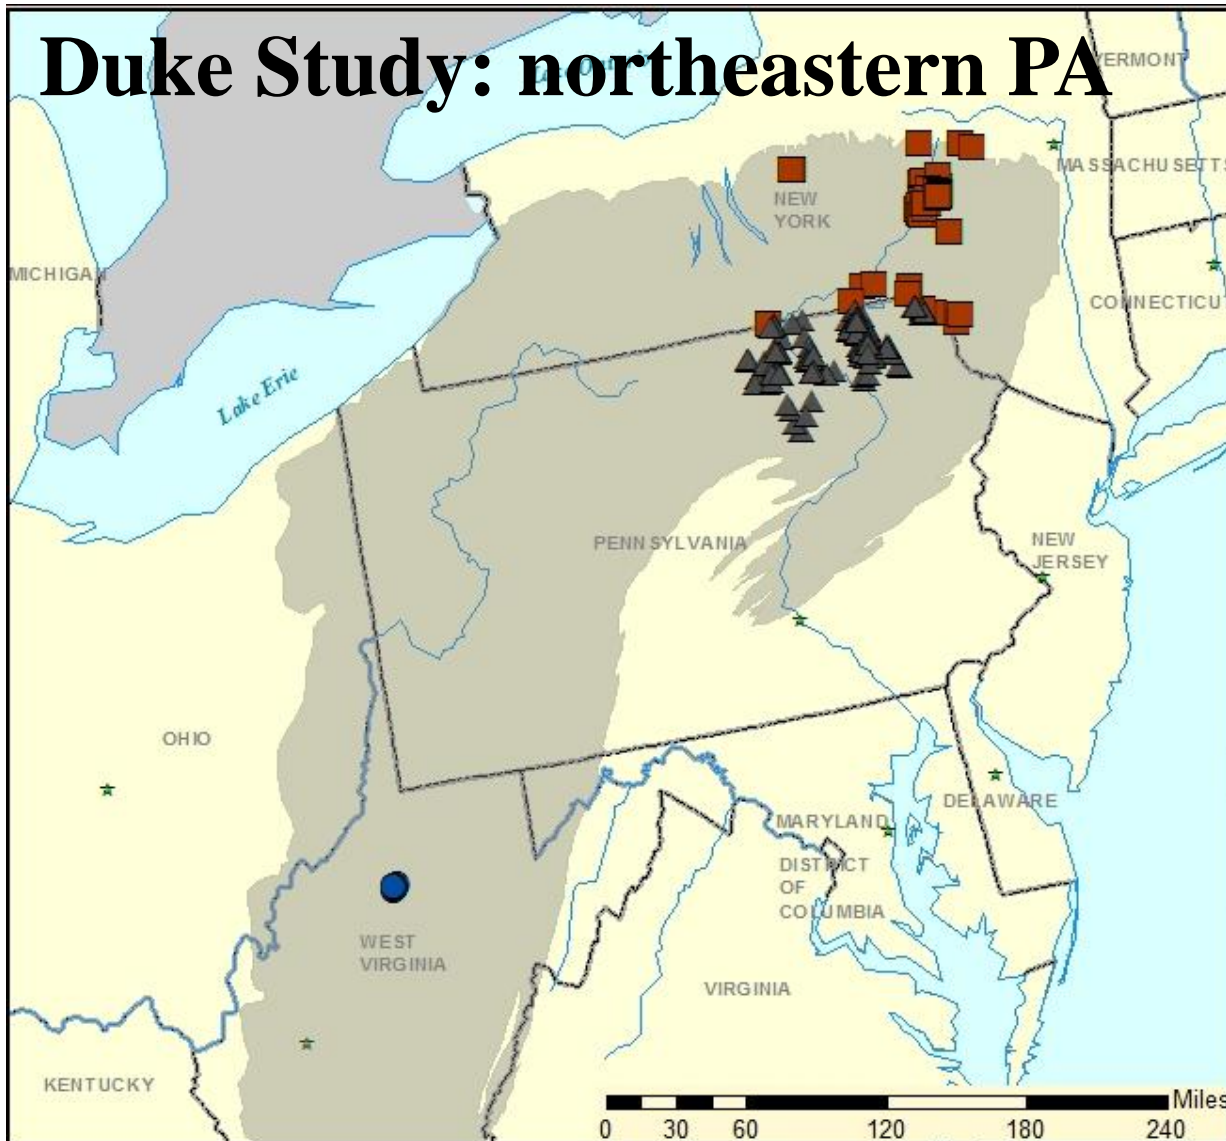 Duke Study: northeastern PA
VERMONT
MASSACHUSETTS
NEW
YORK
MICHIGAN
CONNECTICU
Lake Erie
PENNSYLVANIA
NEW
JERSEY
OHIO
DELAWARE
MARYLAND
DISTRICT
OF
COLUMBIA
WEST
VIRGINIA
VIRGINIA
KENTUCKY
Miles
0 30 60 120 180 240